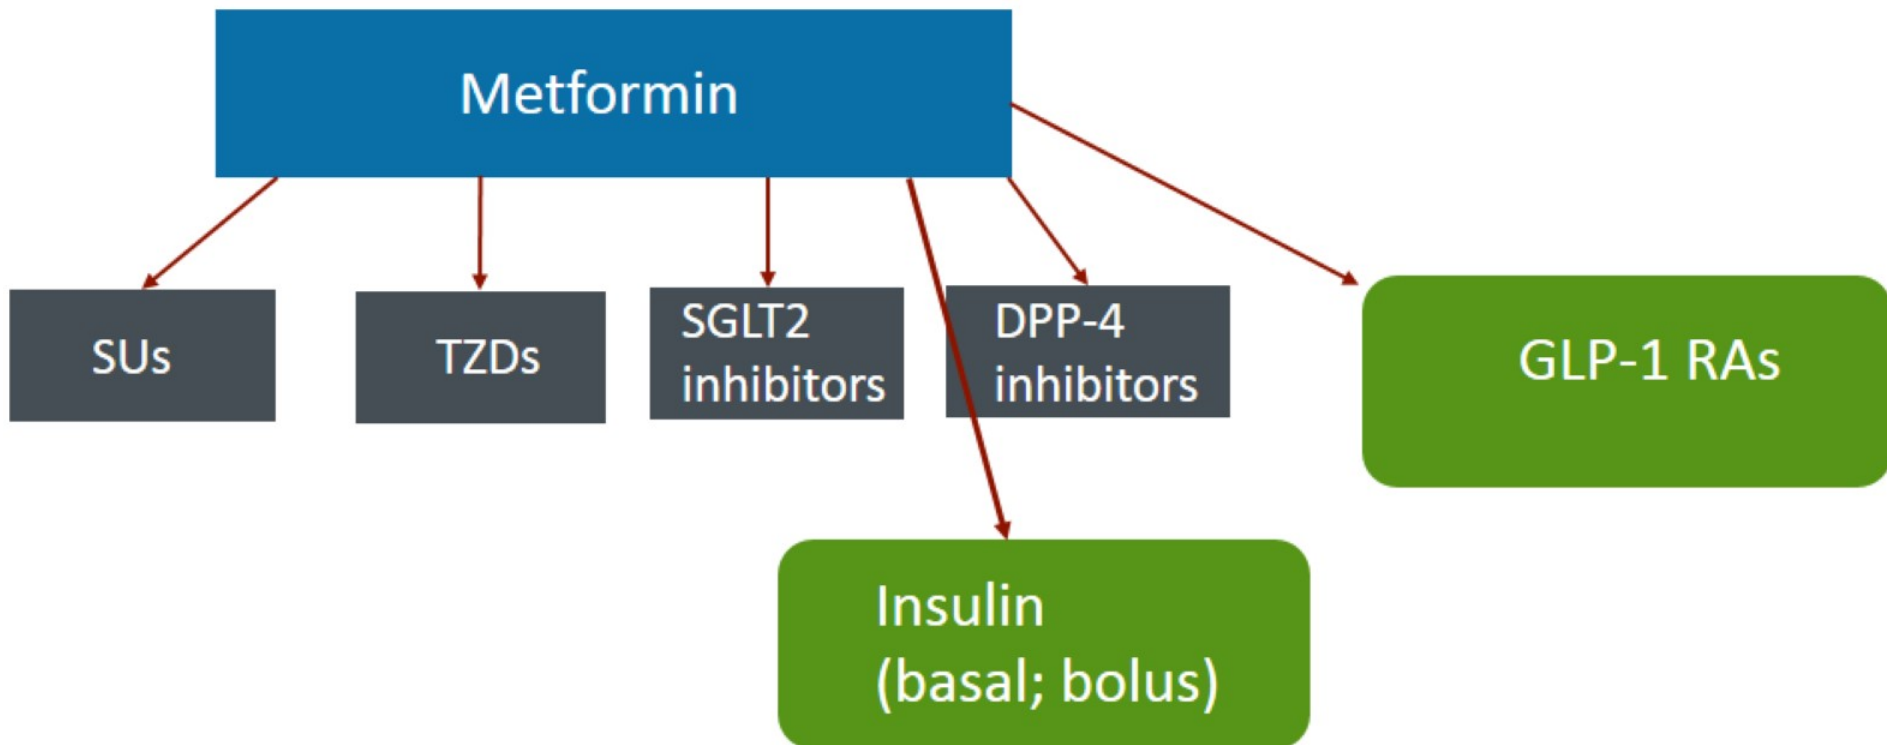 Metformin
SUs
TZDs
SGLT2
inhibitors
DPP-4
inhibitors
GLP-1 RAs
Insulin
(basal; bolus)